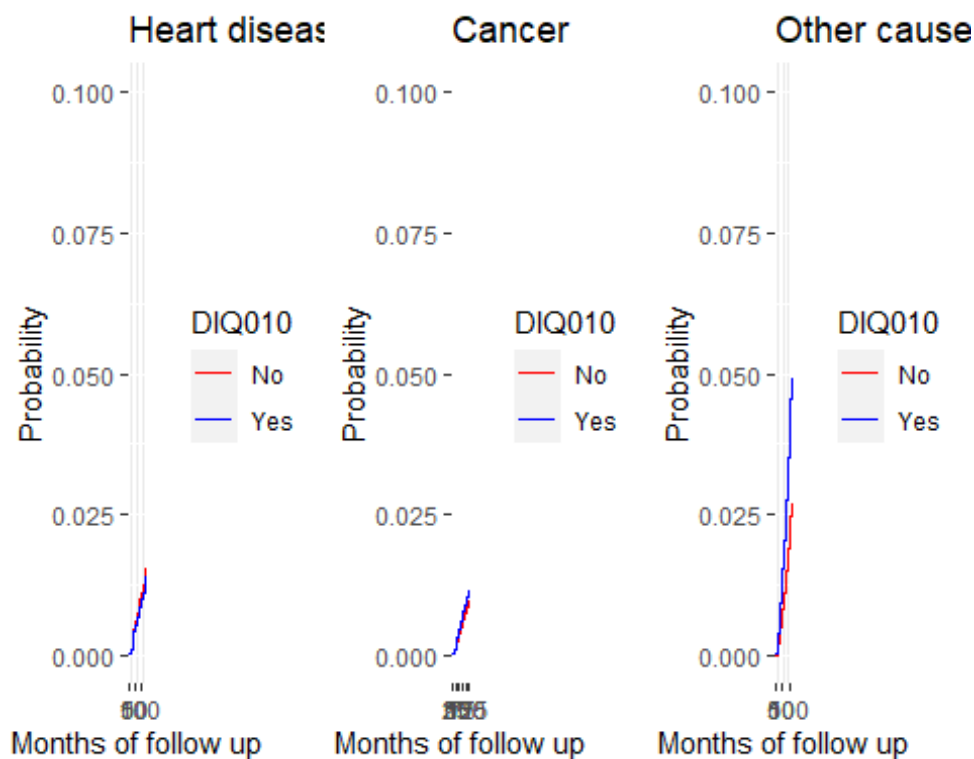 Heart diseas
Cancer
Other cause
0.100
0.075
0.050
0.025
0.000
Probability
DIQ010
No
Yes
Months of follow up
0.100
0.075
0.050
0.025
0.000
Probability
DIQ010
No
Yes
Months of follow up
0.100
0.075
0.050
0.025
0.000
Probability
DIQ010
No
Yes
Months of follow up